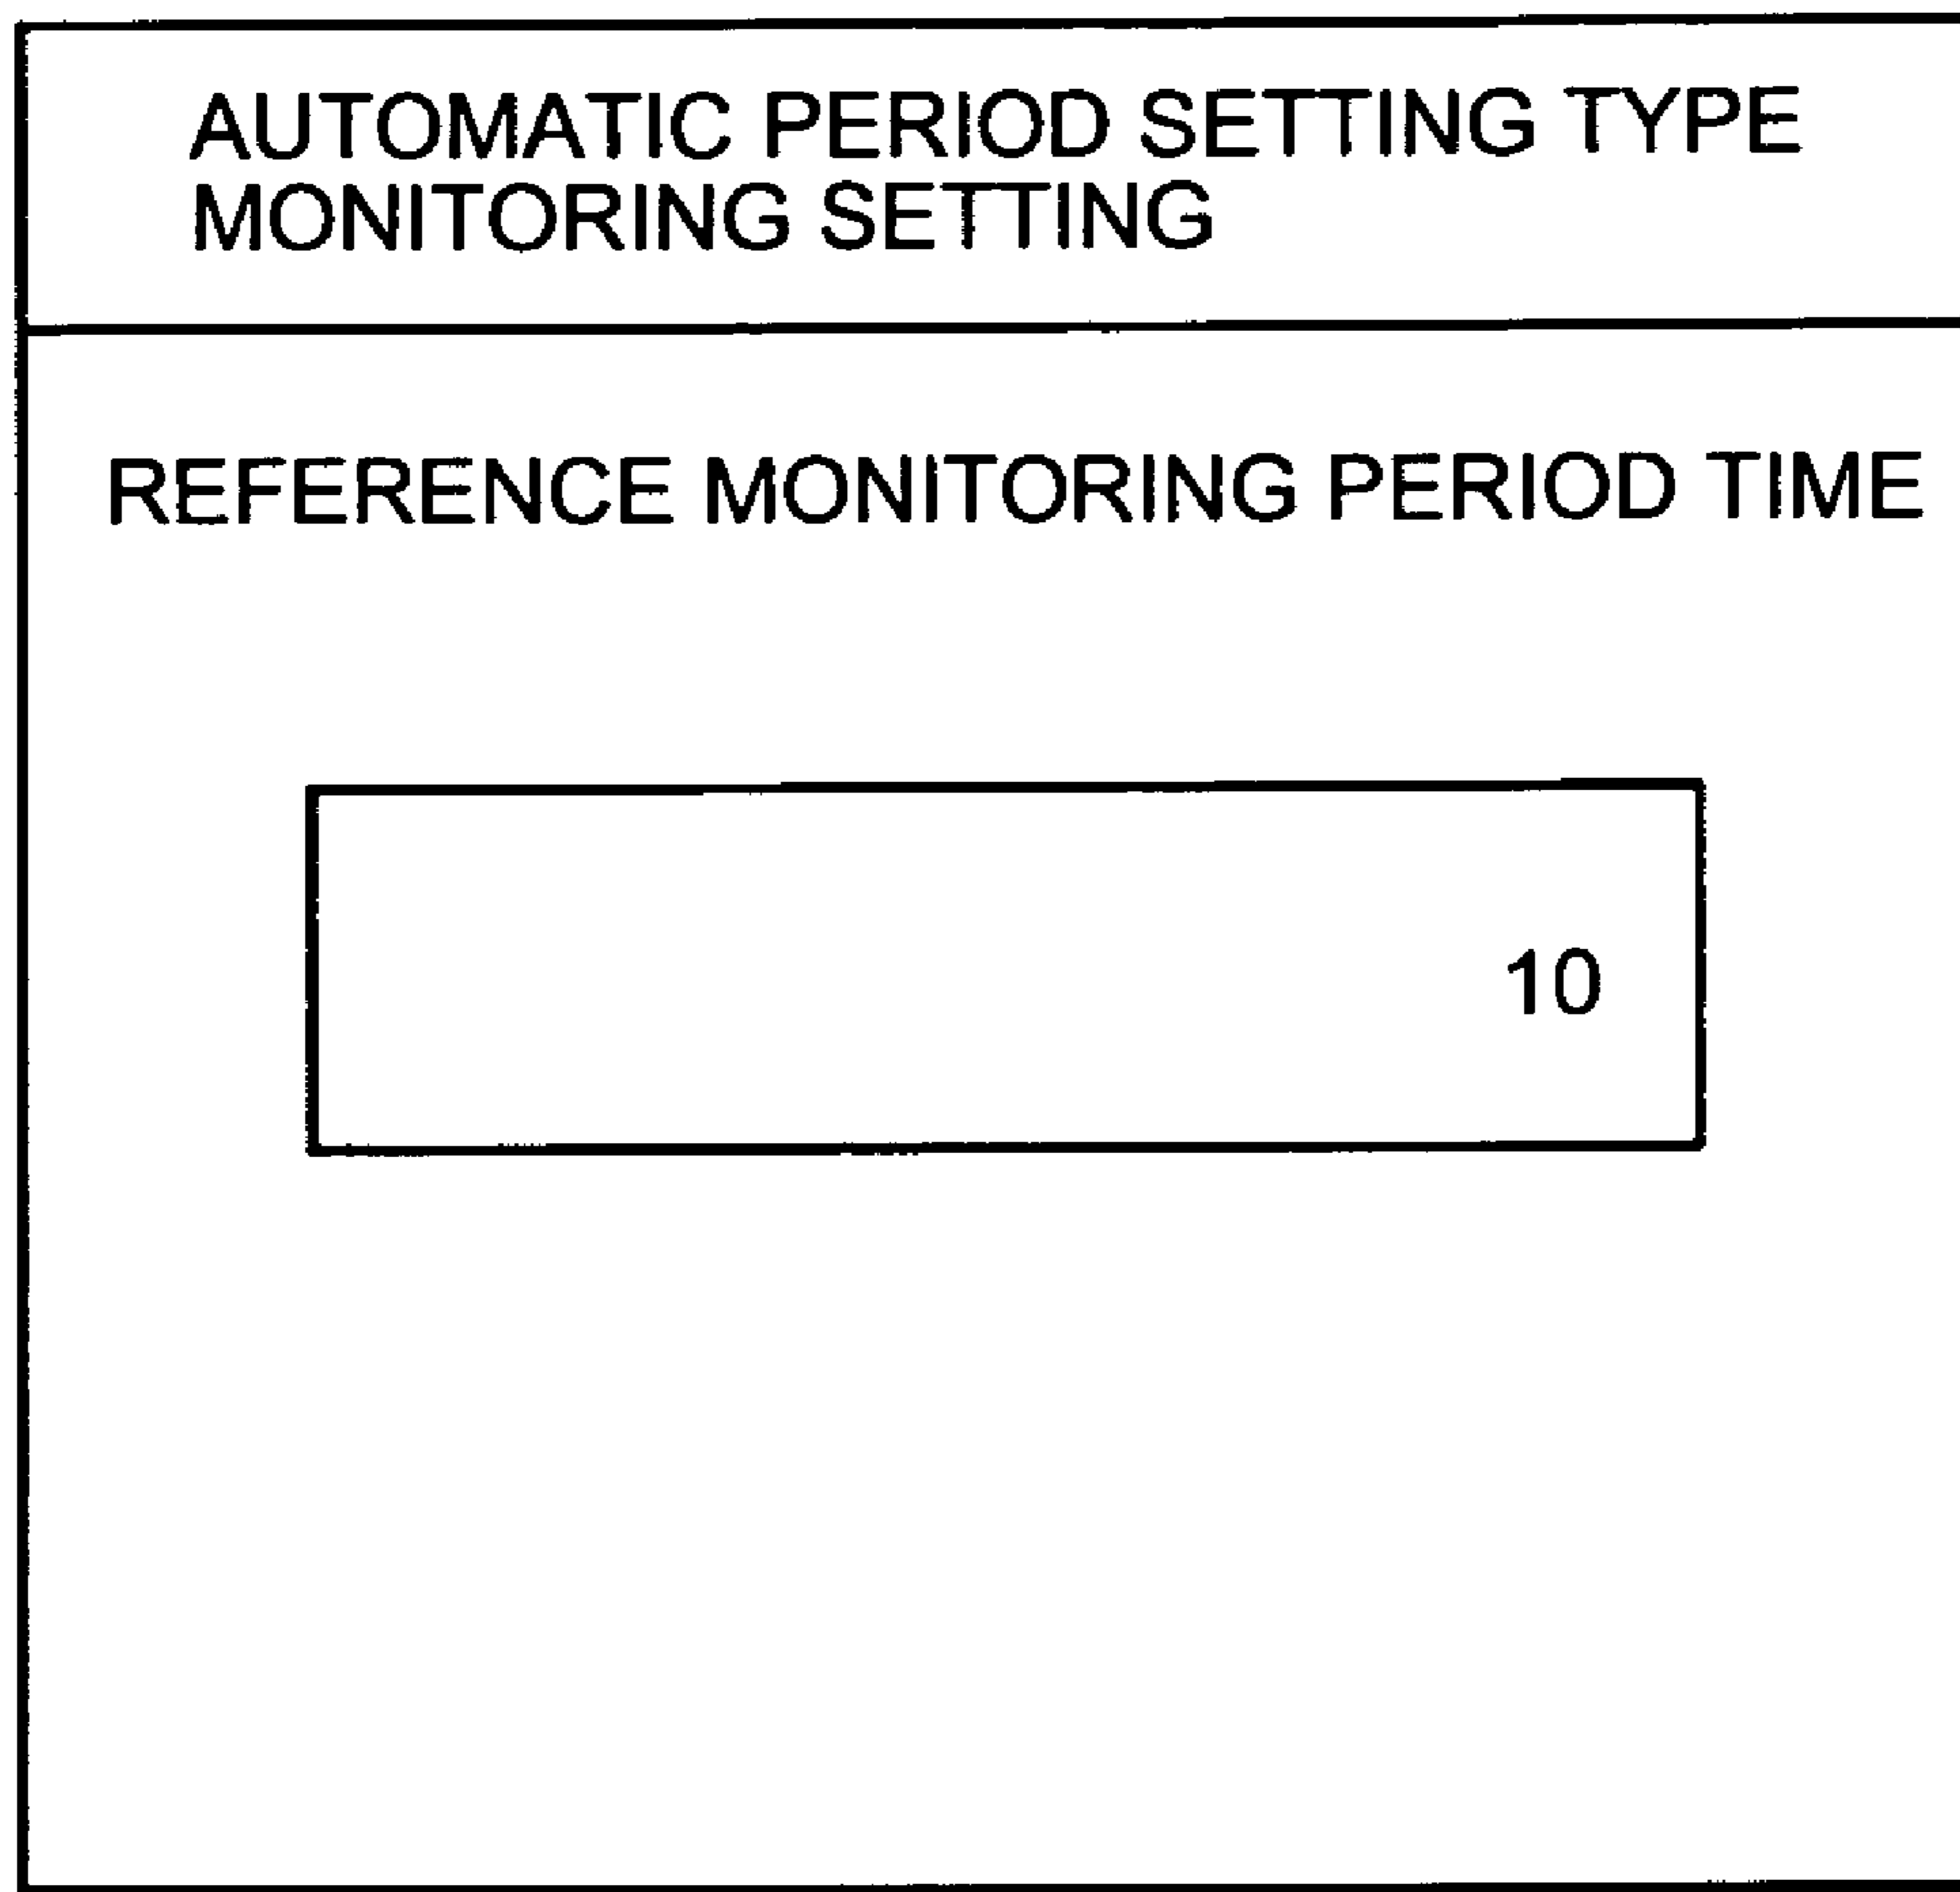 AUTOMATIC PERIOD SETTING TYPE
MONITORING SETTING
REFERENCE MONITORING PERIOD TIME
10